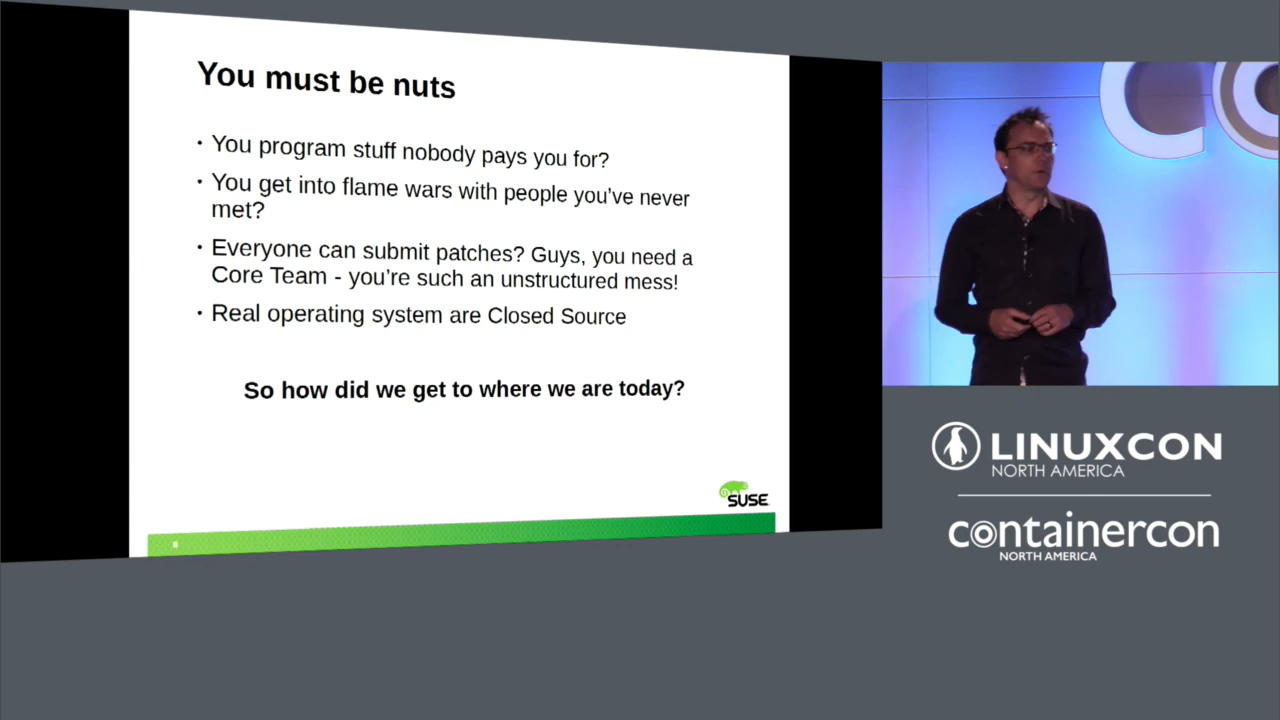 You must be nuts
• You program stuff nobody pays you for?
• You get into flame wars with people you've never
met?
• Everyone can submit patches? Guys, you need a
Core Team - you're such an unstructured mess!
• Real operating system are Closed Source
So how did we get to where we are today?
SUSE
CO
LINUXCON
NORTH AMERICA
containercon
NORTH AMERICA